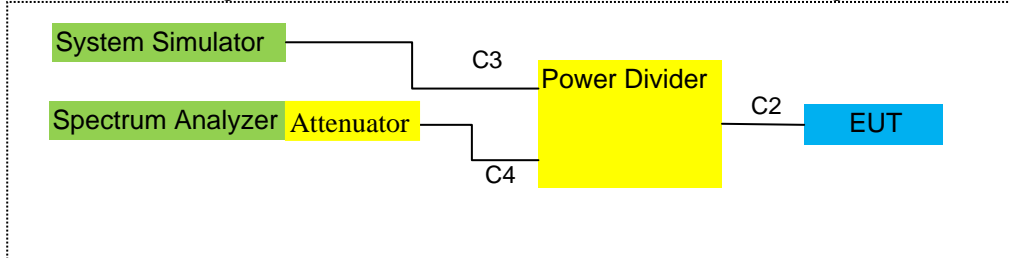 System Simulator
C3
Power Divider
Spectrum Analyzer Attenuator
C2
EUT
C4